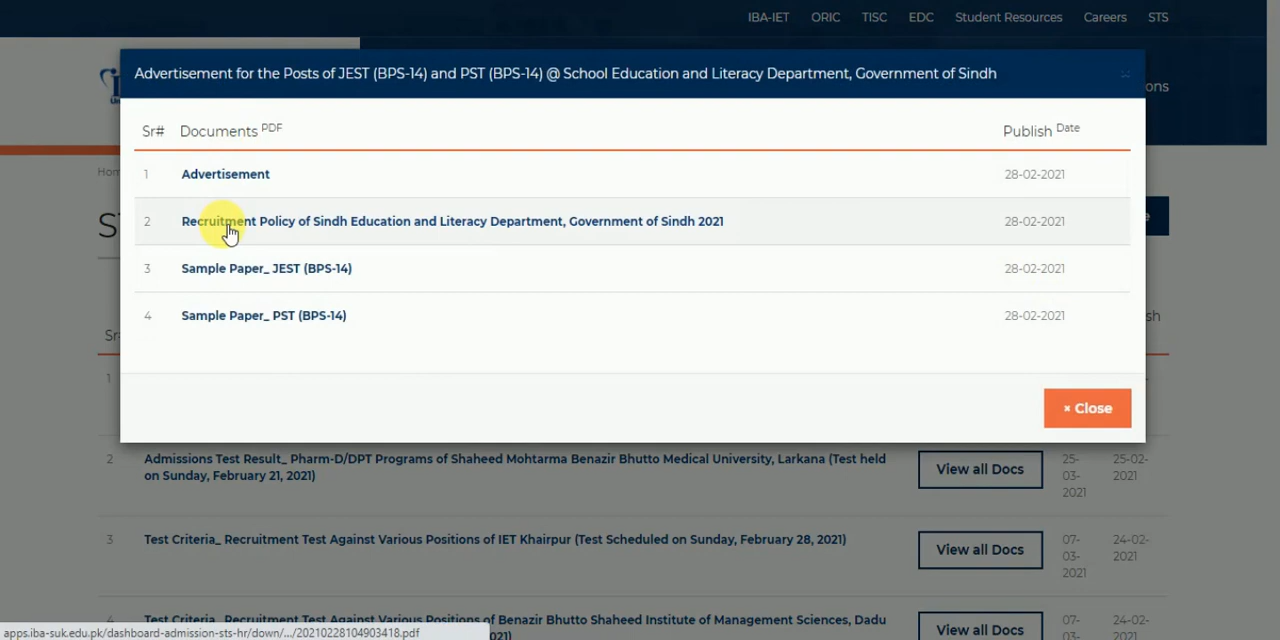 IBA-IET ORIC TISC EDC Student Resources Careers STS
Advertisement for the Posts of JEST (BPS-14) and PST (BPS-14) @ School Education and Literacy Department, Government of Sindh ×
ons
Sr# Documents PDF Publish Date
1 Advertisement 28-02-2021
Hom
2 Recruitment Policy of Sindh Education and Literacy Department, Government of Sindh 2021 28-02-2021
3 Sample Paper_ JEST (BPS-14) 28-02-2021
4 Sample Paper_ PST (BPS-14) 28-02-2021
sh
Sr
1
× Close
2 Admissions Test Result_ Pharm-D/DPT Programs of Shaheed Mohtarma Benazir Bhutto Medical University, Larkana (Test held
on Sunday, February 21, 2021)
View all Docs
25-
03-
2021
25-02-
2021
3 Test Criteria_ Recruitment Test Against Various Positions of IET Khairpur (Test Scheduled on Sunday, February 28, 2021)
View all Docs
07-
03-
2021
24-02-
2021
4 Test Criteria_ Recruitment Test Against Various Positions of Benazir Bhutto Shaheed Institute of Management Sciences, Dadu
2021)
View all Docs
07-
03-
24-02-
2021
apps.iba-suk.edu.pk/dashboard-admission-sts-hr/down/.../20210228104903418.pdf